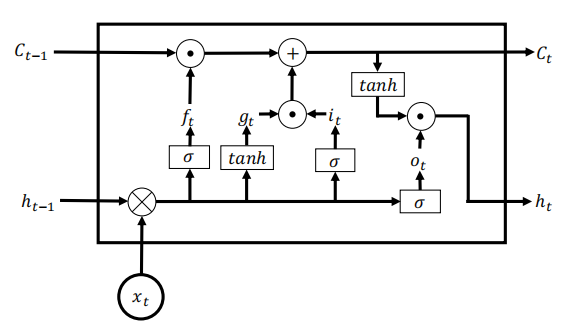 C_{t-1} + C_t
tanh
f_t g_t i_t
σ tanh σ o_t
h_{t-1} σ h_t
x_t